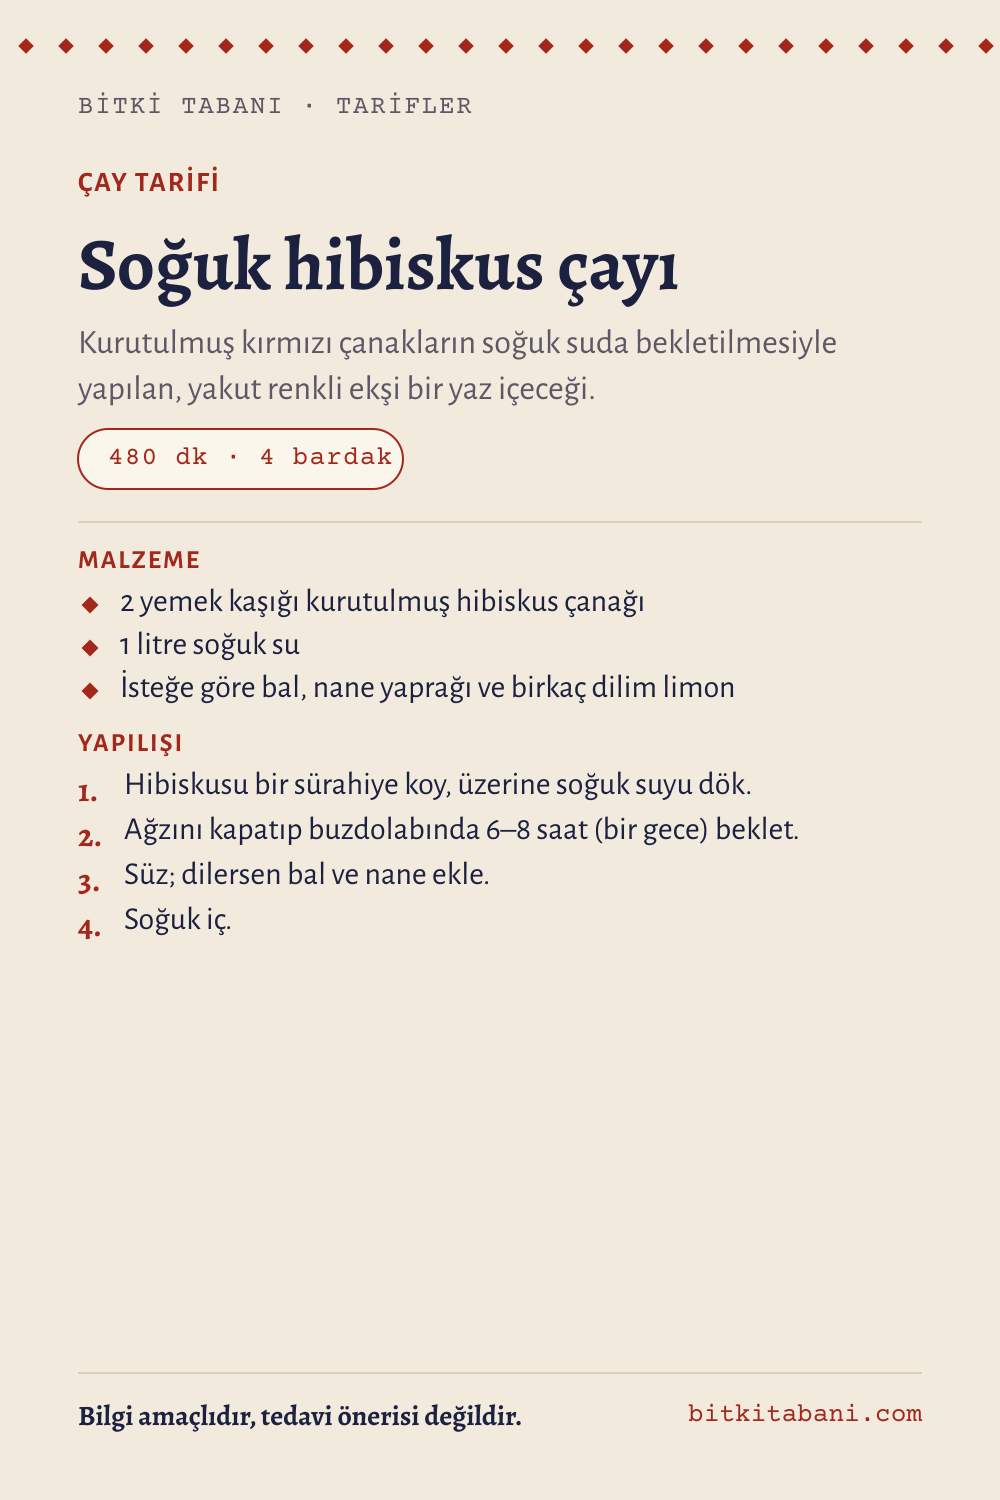 BİTKİ TABANI · TARİFLER
ÇAY TARİFİ
Soğuk hibiskus çayı
Kurutulmuş kırmızı çanakların soğuk suda bekletilmesiyle
yapılan, yakut renkli ekşi bir yaz içeceği.
480 dk · 4 bardak
MALZEME
◆ 2 yemek kaşığı kurutulmuş hibiskus çanağı
◆ 1 litre soğuk su
◆ İsteğe göre bal, nane yaprağı ve birkaç dilim limon
YAPILIŞI
1. Hibiskusu bir sürahiye koy, üzerine soğuk suyu dök.
2. Ağzını kapatıp buzdolabında 6–8 saat (bir gece) beklet.
3. Süz; dilersen bal ve nane ekle.
4. Soğuk iç.
Bilgi amaçlıdır, tedavi önerisi değildir.
bitkitabani.com